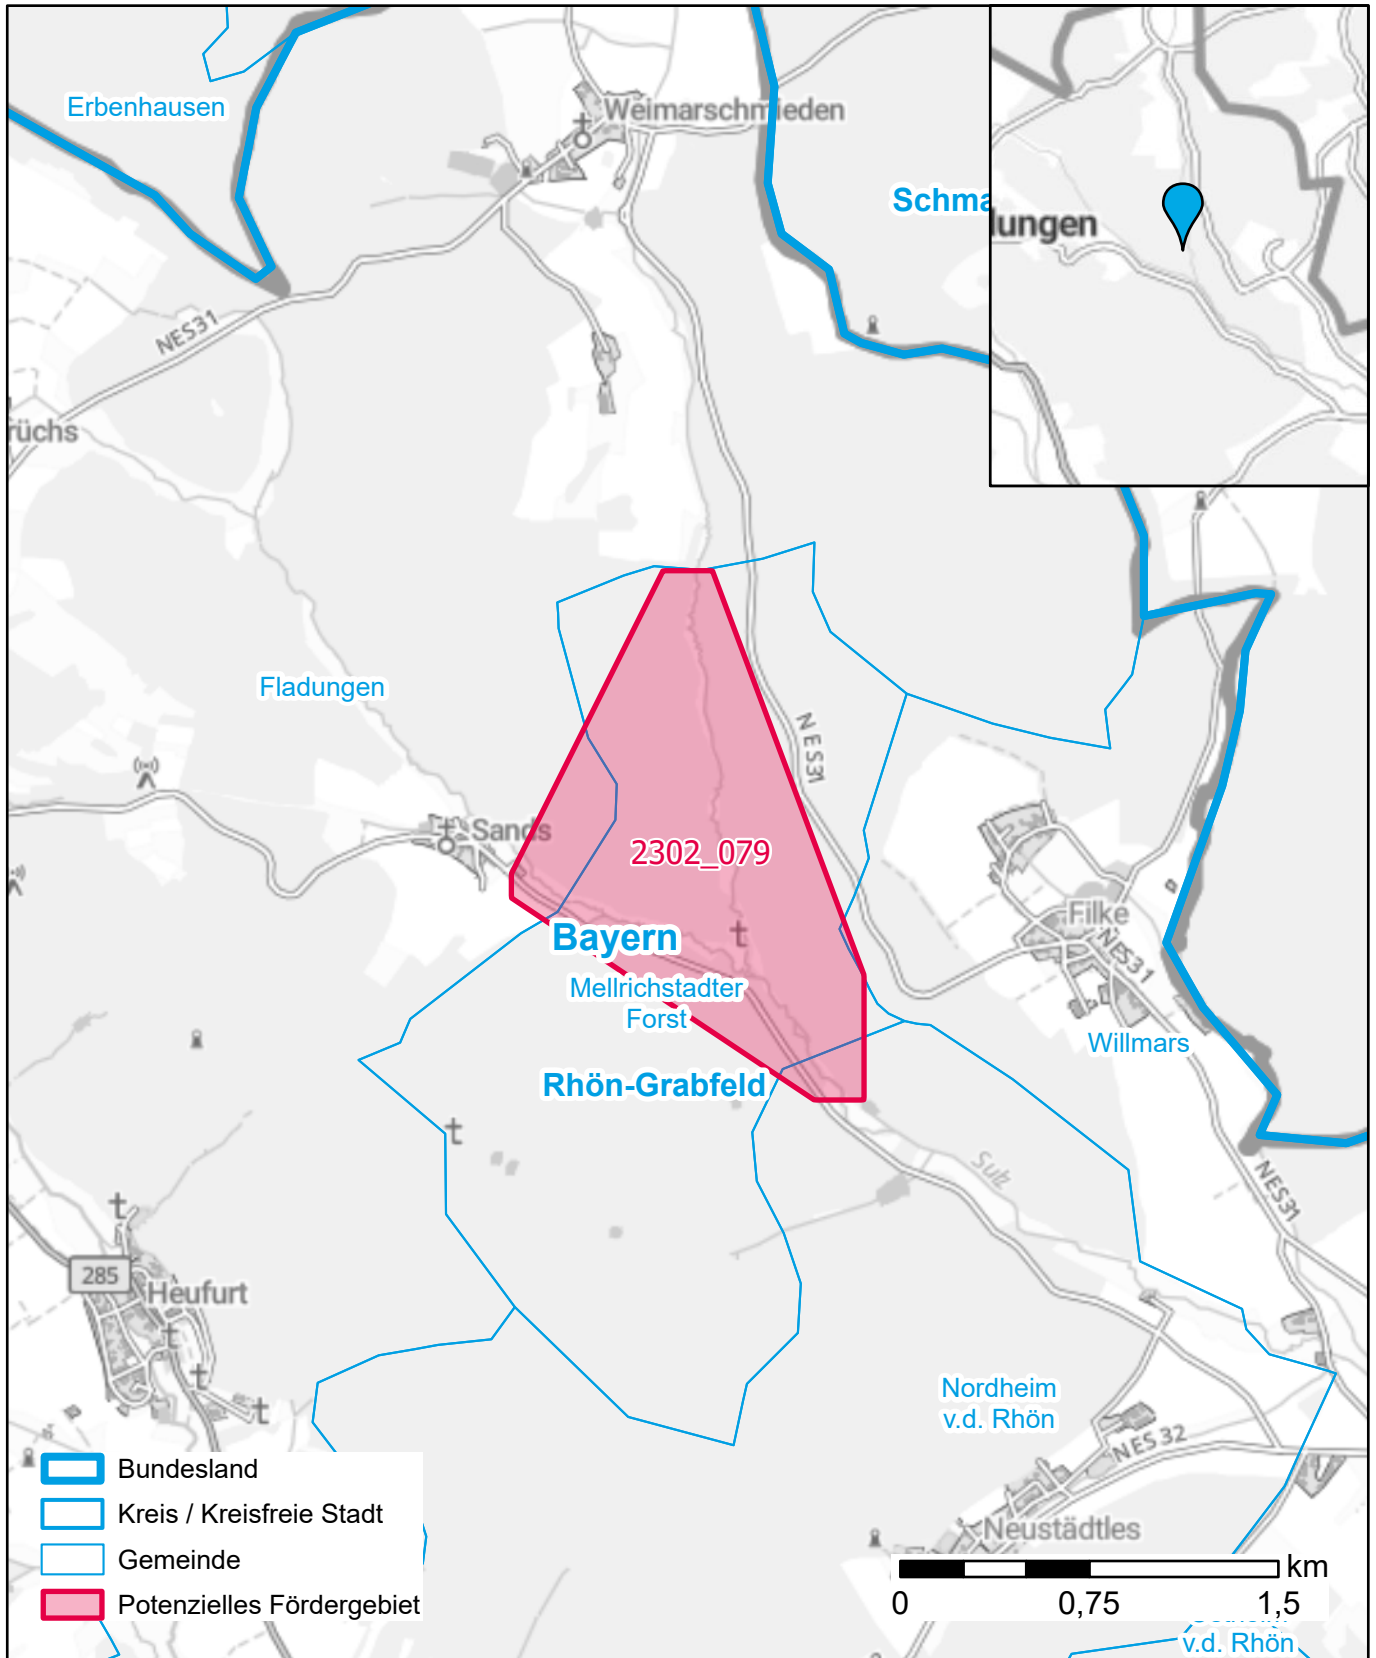 Erbenhausen
Weimarschmieden
Schma
lungen
NES31
rüchs
Fladungen
NES31
Sands
2302_079
Filke
NES31
Bayern
Mellrichstadter
Forst
Willmars
Rhön-Grabfeld
Sulz
NES31
285
Heufurt
Nordheim
v.d. Rhön
NES 32
Neustädtles
Bundesland
Kreis / Kreisfreie Stadt
Gemeinde
Potenzielles Fördergebiet
km
0 0,75 1,5
v.d. Rhön